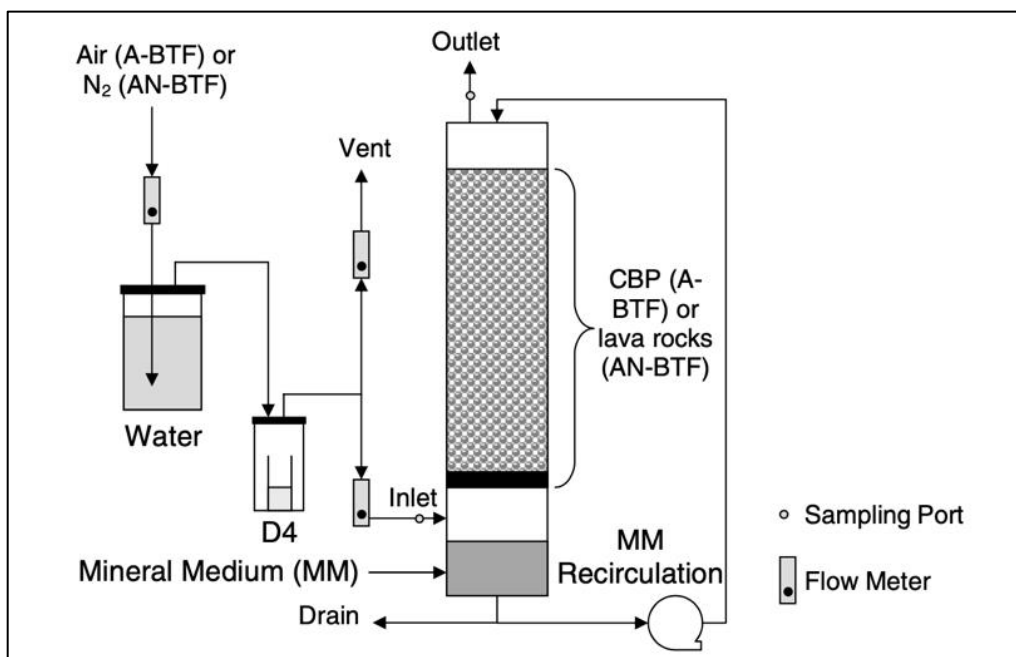 Air (A-BTF) or
N₂ (AN-BTF)
Outlet
Vent
CBP (A-
BTF) or
lava rocks
(AN-BTF)
Water
D4
Inlet
Mineral Medium (MM)
Drain
MM
Recirculation
Sampling Port
Flow Meter